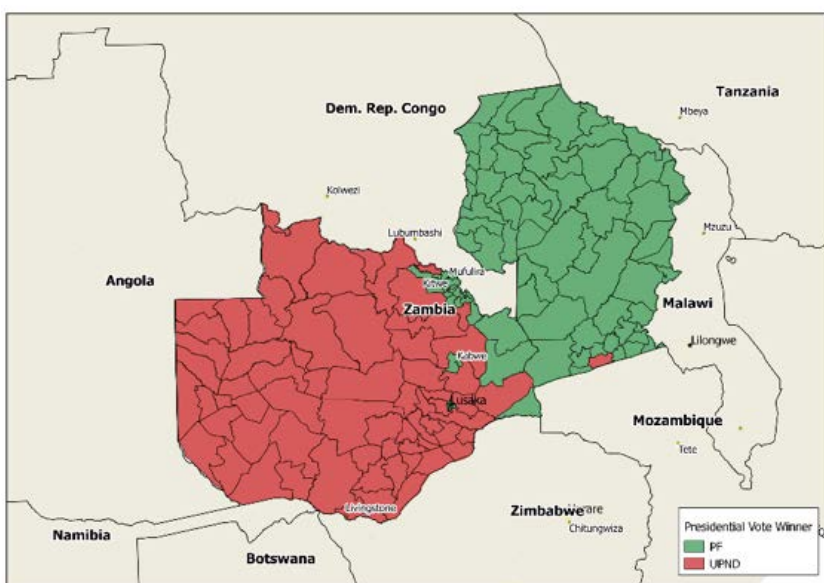 Tanzania
Dem. Rep. Congo
Mbeya
Kolwezi
Lubumbashi
Mzuzu
Mufulira
Angola
Kitwe
Zambia
Malawi
Lilongwe
Kabwe
Lusaka
Mozambique
Tete
Livingstone
Zimbabwe
Harare
Chitungwiza
Namibia
Botswana
Presidential Vote Winner
PF
UPND